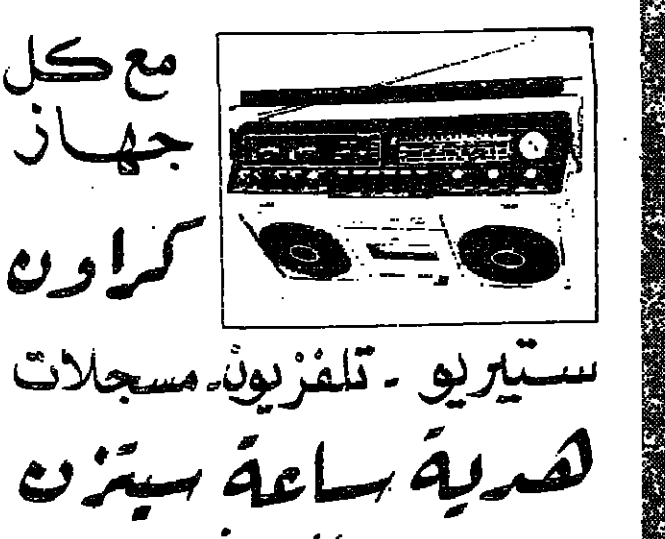 مع كل
جهاز
كراون
ستيريو - تلفزيون - مسجلات
هدية ساعة سيتزن